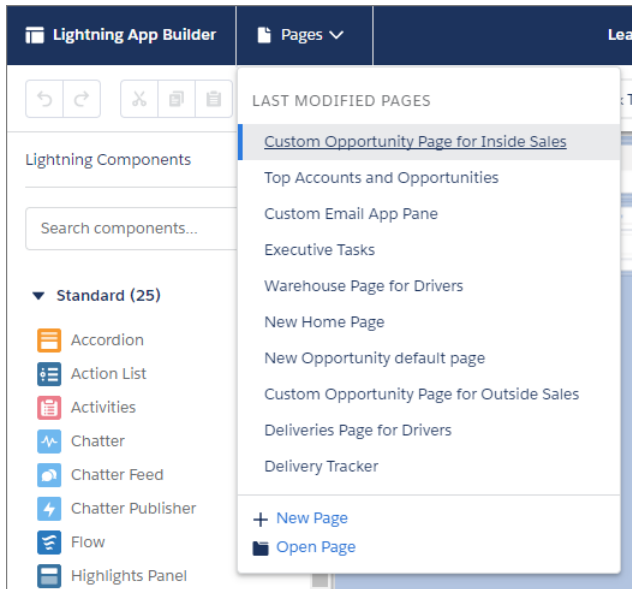 Lightning App Builder
Pages
Lea
LAST MODIFIED PAGES
Custom Opportunity Page for Inside Sales
Top Accounts and Opportunities
Custom Email App Pane
Executive Tasks
Warehouse Page for Drivers
New Home Page
New Opportunity default page
Custom Opportunity Page for Outside Sales
Deliveries Page for Drivers
Delivery Tracker
New Page
Open Page
Lightning Components
Search components...
Standard (25)
Accordion
Action List
Activities
Chatter
Chatter Feed
Chatter Publisher
Flow
Highlights Panel